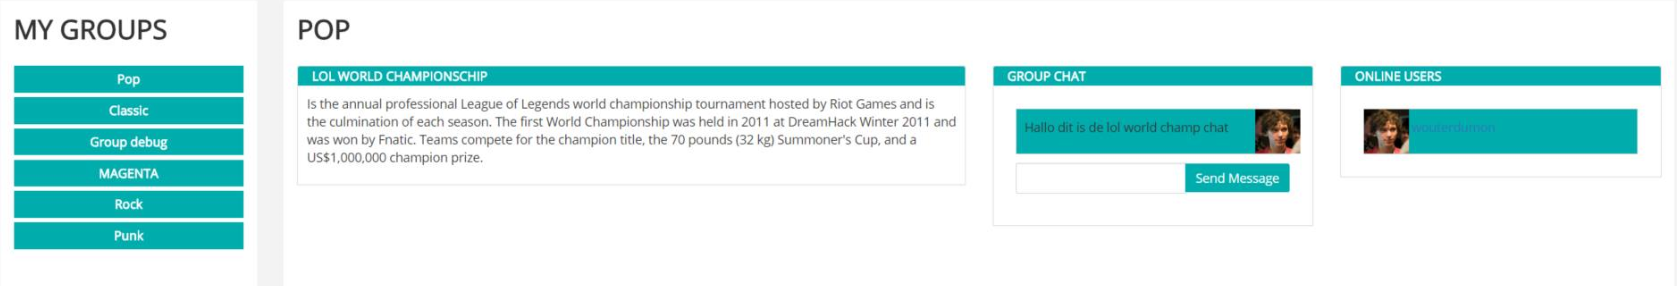 MY GROUPS
Pop
Classic
Group debug
MAGENTA
Rock
Punk
POP
LOL WORLD CHAMPIONSCHIP
Is the annual professional League of Legends world championship tournament hosted by Riot Games and is
the culmination of each season. The first World Championship was held in 2011 at DreamHack Winter 2011 and
was won by Fnatic. Teams compete for the champion title, the 70 pounds (32 kg) Summoner's Cup, and a
US$1,000,000 champion prize.
GROUP CHAT
Hallo dit is de lol world champ chat
Send Message
ONLINE USERS
wouterdumon